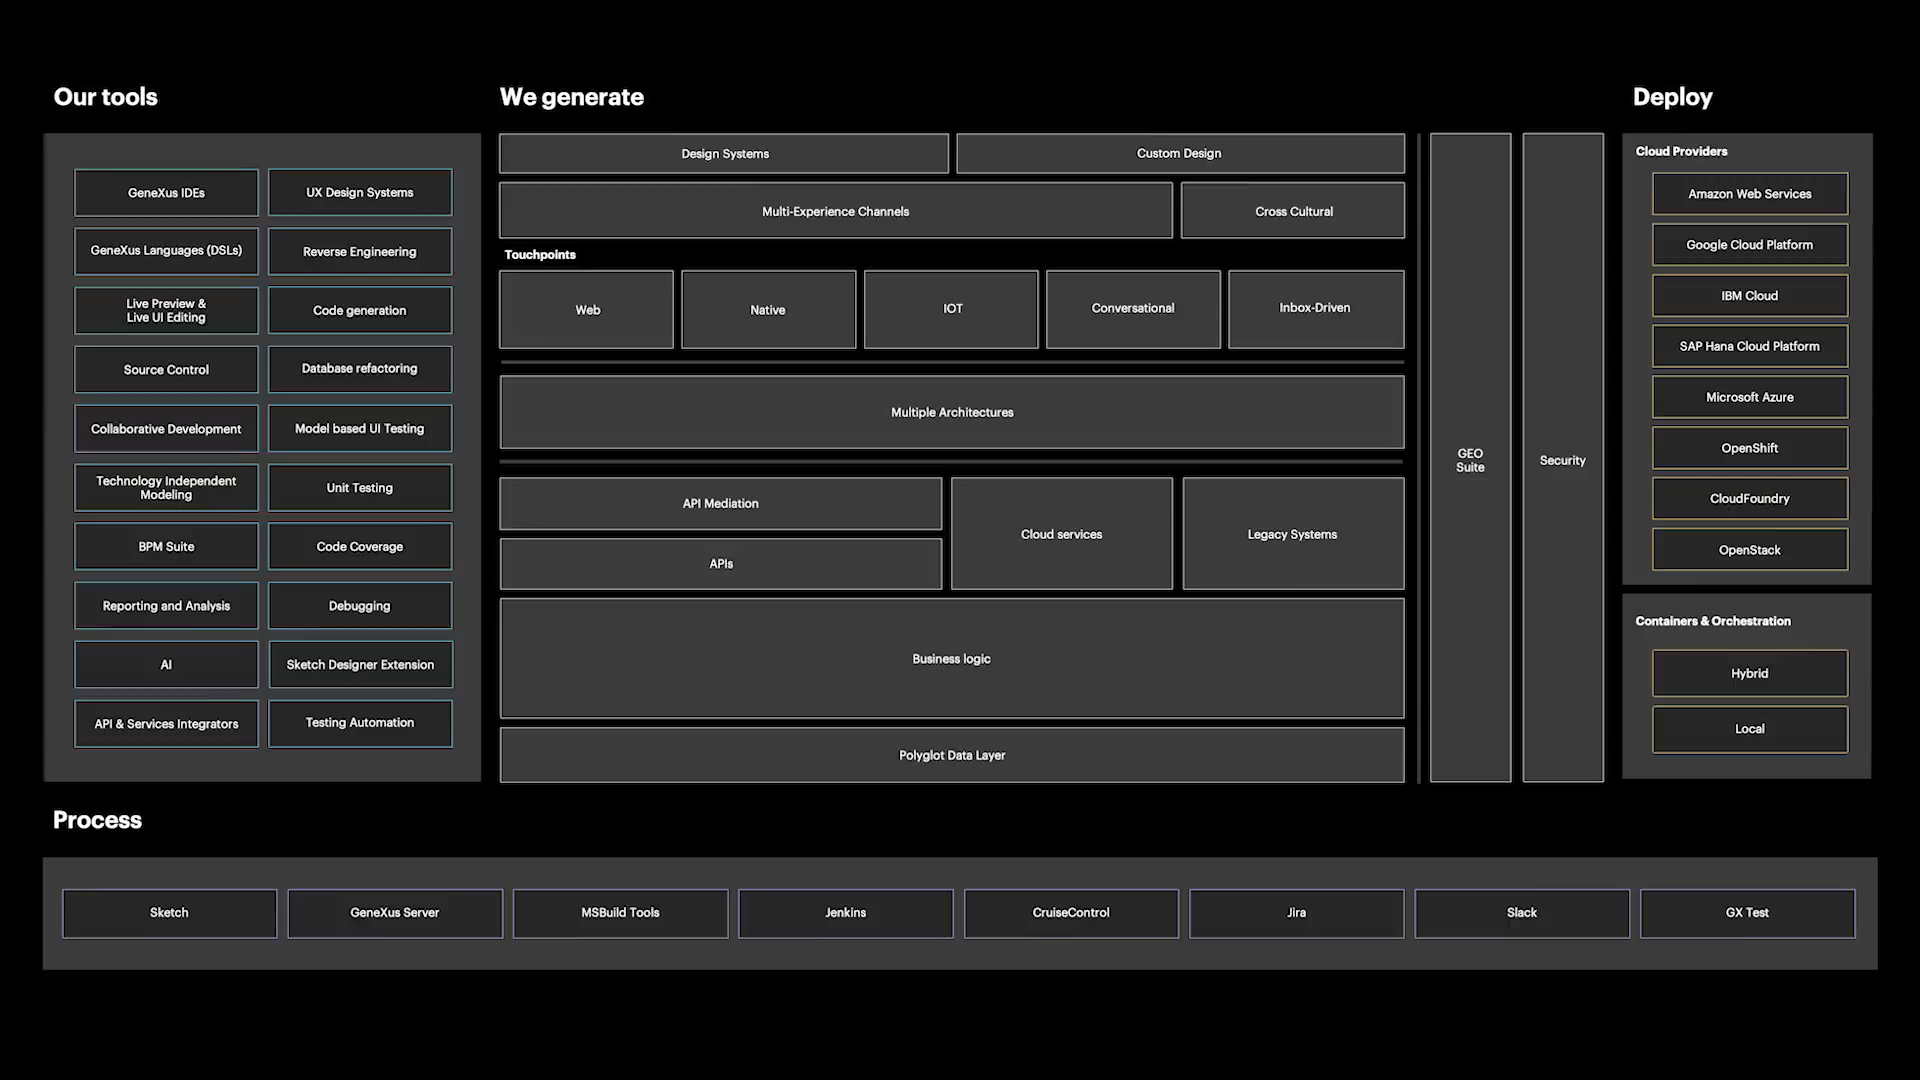 Our tools
GeneXus IDEs
UX Design Systems
GeneXus Languages (DSLs)
Reverse Engineering
Live Preview &
Live UI Editing
Code generation
Source Control
Database refactoring
Collaborative Development
Model based UI Testing
Technology Independent
Modeling
Unit Testing
BPM Suite
Code Coverage
Reporting and Analysis
Debugging
AI
Sketch Designer Extension
API & Services Integrators
Testing Automation
We generate
Design Systems
Custom Design
Multi-Experience Channels
Cross Cultural
Touchpoints
Web
Native
IOT
Conversational
Inbox-Driven
Multiple Architectures
API Mediation
APIs
Cloud services
Legacy Systems
Business logic
Polyglot Data Layer
GEO
Suite
Security
Deploy
Cloud Providers
Amazon Web Services
Google Cloud Platform
IBM Cloud
SAP Hana Cloud Platform
Microsoft Azure
OpenShift
CloudFoundry
OpenStack
Containers & Orchestration
Hybrid
Local
Process
Sketch
GeneXus Server
MSBuild Tools
Jenkins
CruiseControl
Jira
Slack
GX Test